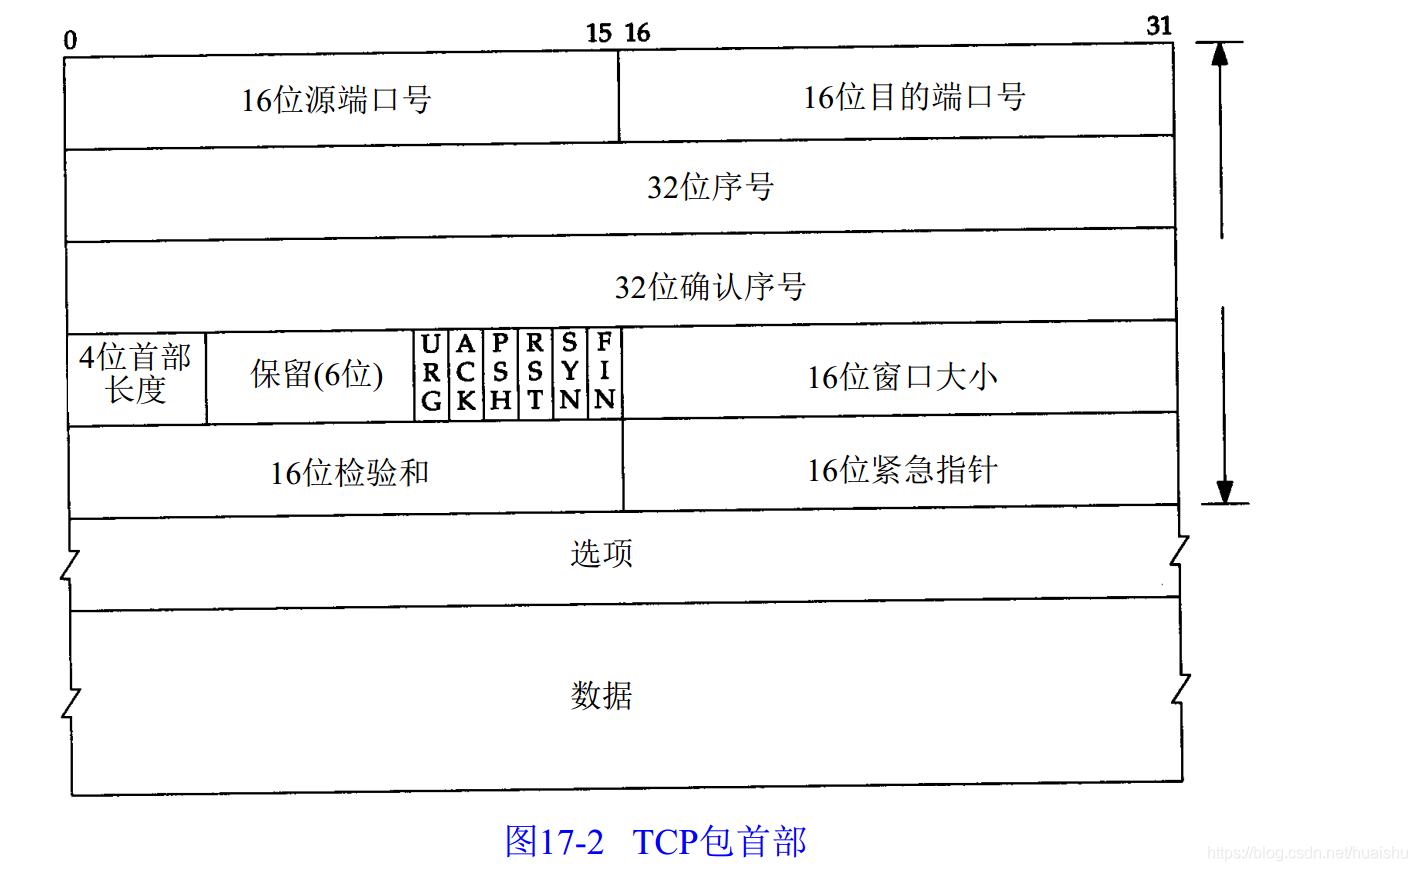 0 15 16 31
16位源端口号 16位目的端口号
32位序号
32位确认序号
4位首部
长度
保留(6位)
URG
ACK
PSH
RST
SYN
FIN
16位窗口大小
16位检验和 16位紧急指针
选项
数据
图17-2 TCP包首部
https://blog.csdn.net/huaishu